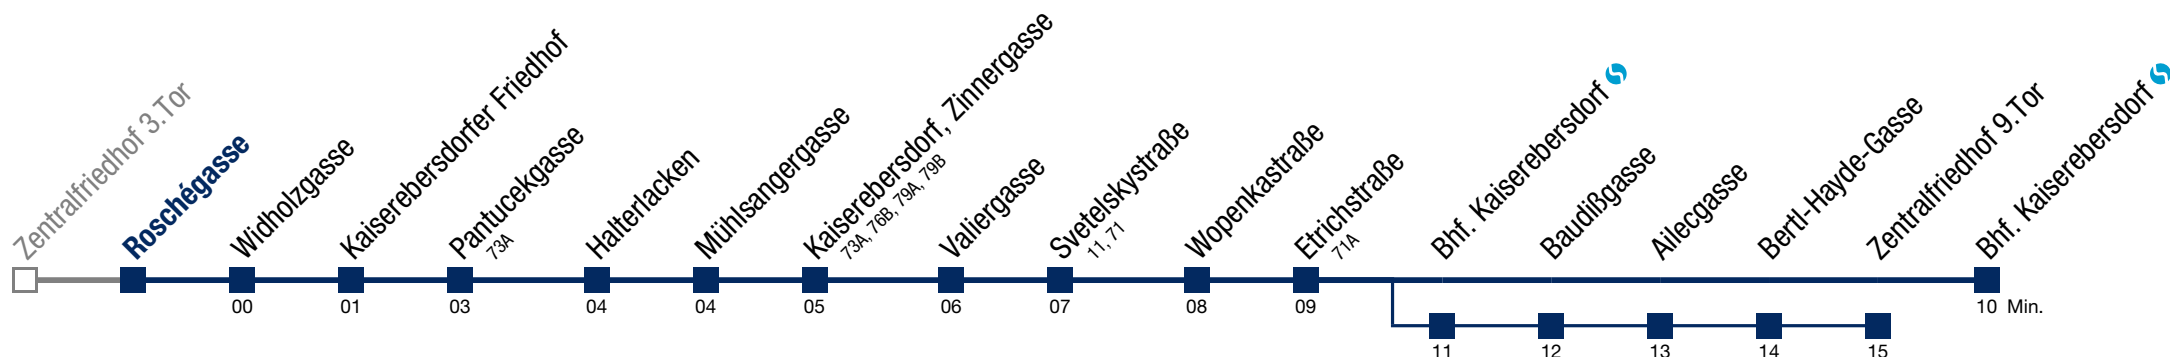 Zentralfriedhof 3.Tor
Roschégasse
Widholzgasse
Kaiserebersdorfer Friedhof
Pantucekgasse
73A
Halterlacken
Mühlsangergasse
Kaiserebersdorf, Zinnergasse
73A, 76B, 79A, 79B
Valiergasse
Svetelskystraße
11, 71
Wopenkastraße
Etrichstraße
71A
Bhf. Kaiserebersdorf
Baudißgasse
Ailecgasse
Bertl-Hayde-Gasse
Zentralfriedhof 9.Tor
Bhf. Kaiserebersdorf
00 01 03 04 04 05 06 07 08 09 10 Min.
11 12 13 14 15